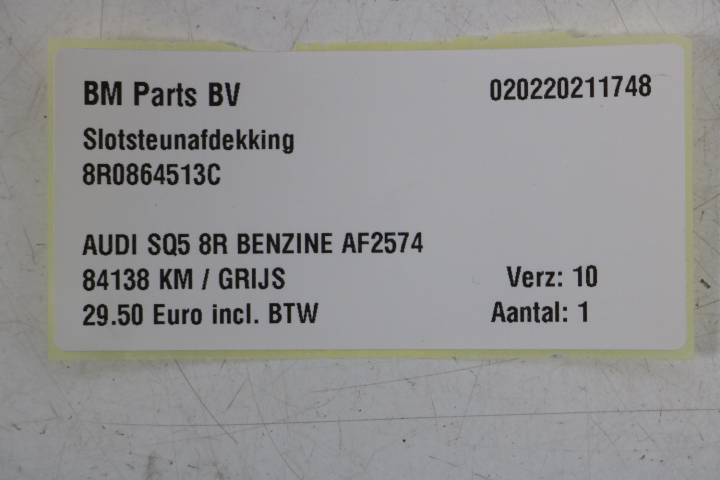 BM Parts BV 020220211748
Slotsteunafdekking
8R0864513C
AUDI SQ5 8R BENZINE AF2574
84138 KM / GRIJS Verz: 10
29.50 Euro incl. BTW Aantal: 1